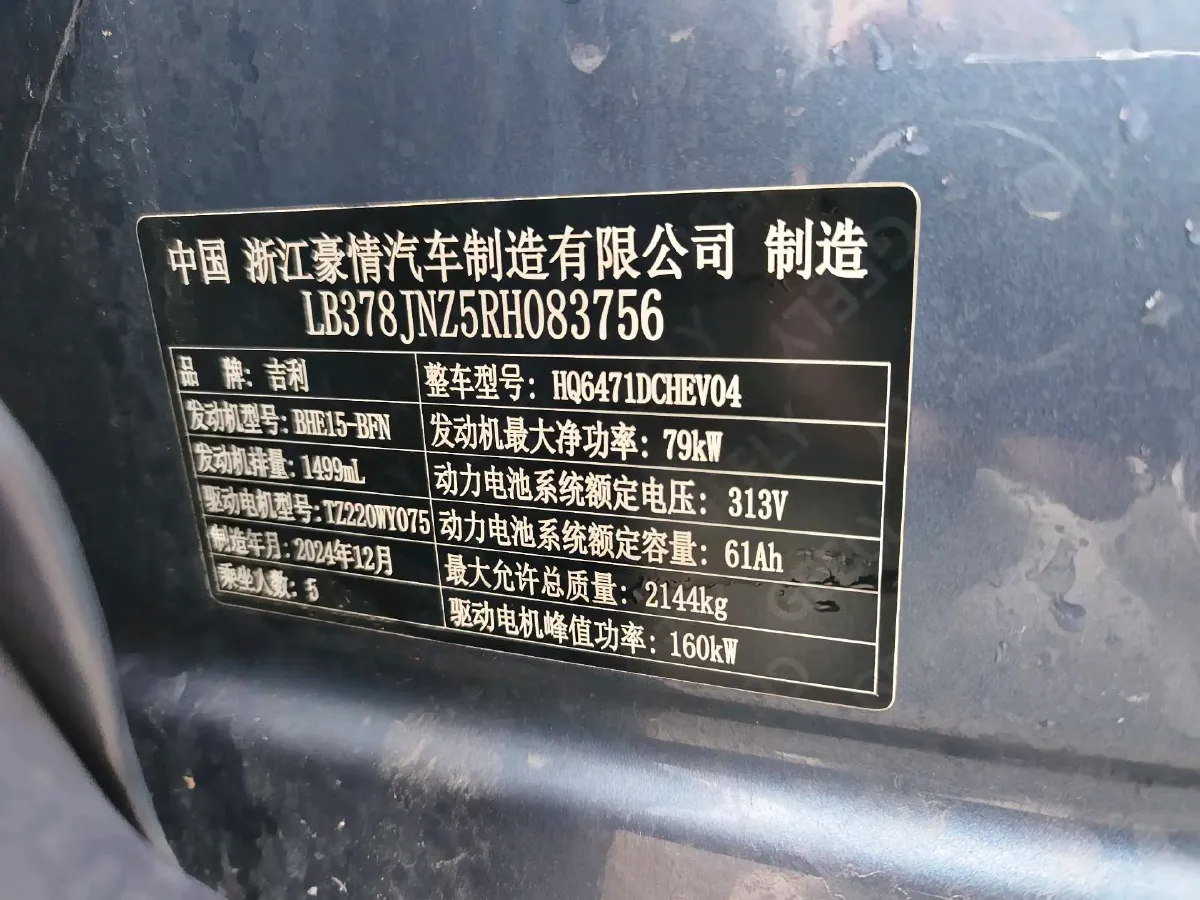 中国 浙江豪情汽车制造有限公司 制造
LB378JNZ5RH083756
品 牌: 吉利
整车型号: HQ6471DCHEV04
发动机型号: BHE15-BFN
发动机最大净功率: 79kW
发动机排量: 1499mL
动力电池系统额定电压: 313V
驱动电机型号: TZ220WY075
动力电池系统额定容量: 61Ah
制造年月: 2024年12月
最大允许总质量: 2144kg
乘坐人数: 5
驱动电机峰值功率: 160kW